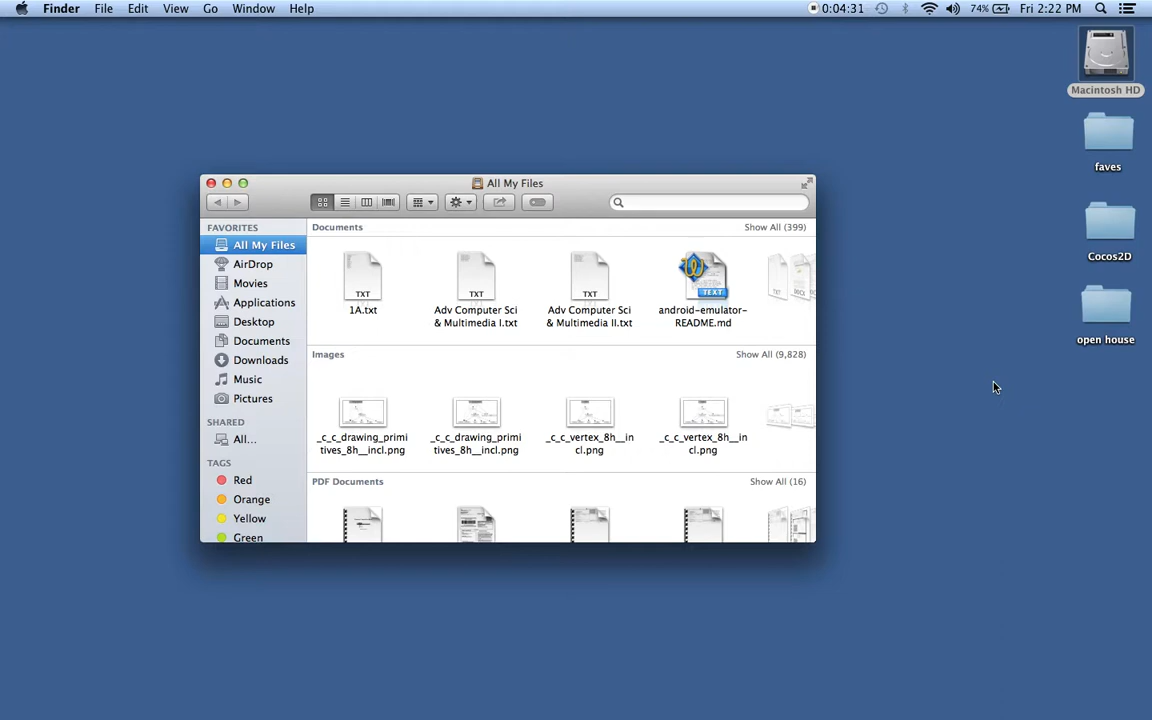 Finder File Edit View Go Window Help 0:04:31 74% Fri 2:22 PM
Macintosh HD
faves
Cocos2D
open house
All My Files
FAVORITES
All My Files
AirDrop
Movies
Applications
Desktop
Documents
Downloads
Music
Pictures
SHARED
All...
TAGS
Red
Orange
Yellow
Green
Documents Show All (399)
TXT TXT TXT TEXT
1A.txt
Adv Computer Sci
& Multimedia I.txt
Adv Computer Sci
& Multimedia II.txt
android-emulator-
README.md
Images Show All (9,828)
_c_c_drawing_primi
tives_8h__incl.png
_c_c_drawing_primi
tives_8h__incl.png
_c_c_vertex_8h__in
cl.png
_c_c_vertex_8h__in
cl.png
PDF Documents Show All (16)